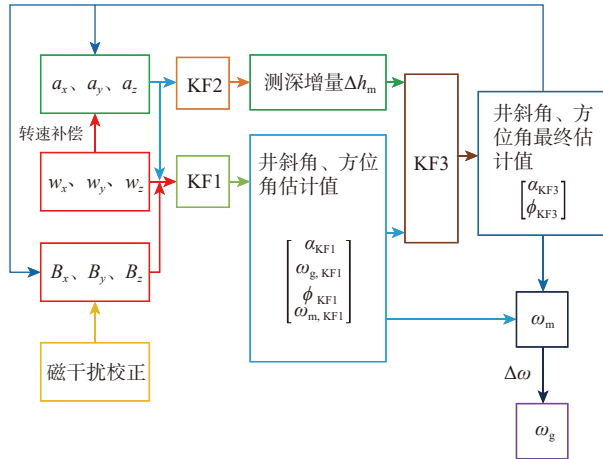 aₓ、a_y、a_z
KF2
测深增量Δhₘ
转速补偿
wₓ、w_y、w_z
KF1
井斜角、方位
角估计值
α_KF1
ω_g, KF1
ϕ_KF1
ω_m, KF1
KF3
井斜角、方
位角最终估
计值
α_KF3
ϕ_KF3
Bₓ、B_y、B_z
磁干扰校正
ωₘ
Δω
ω_g